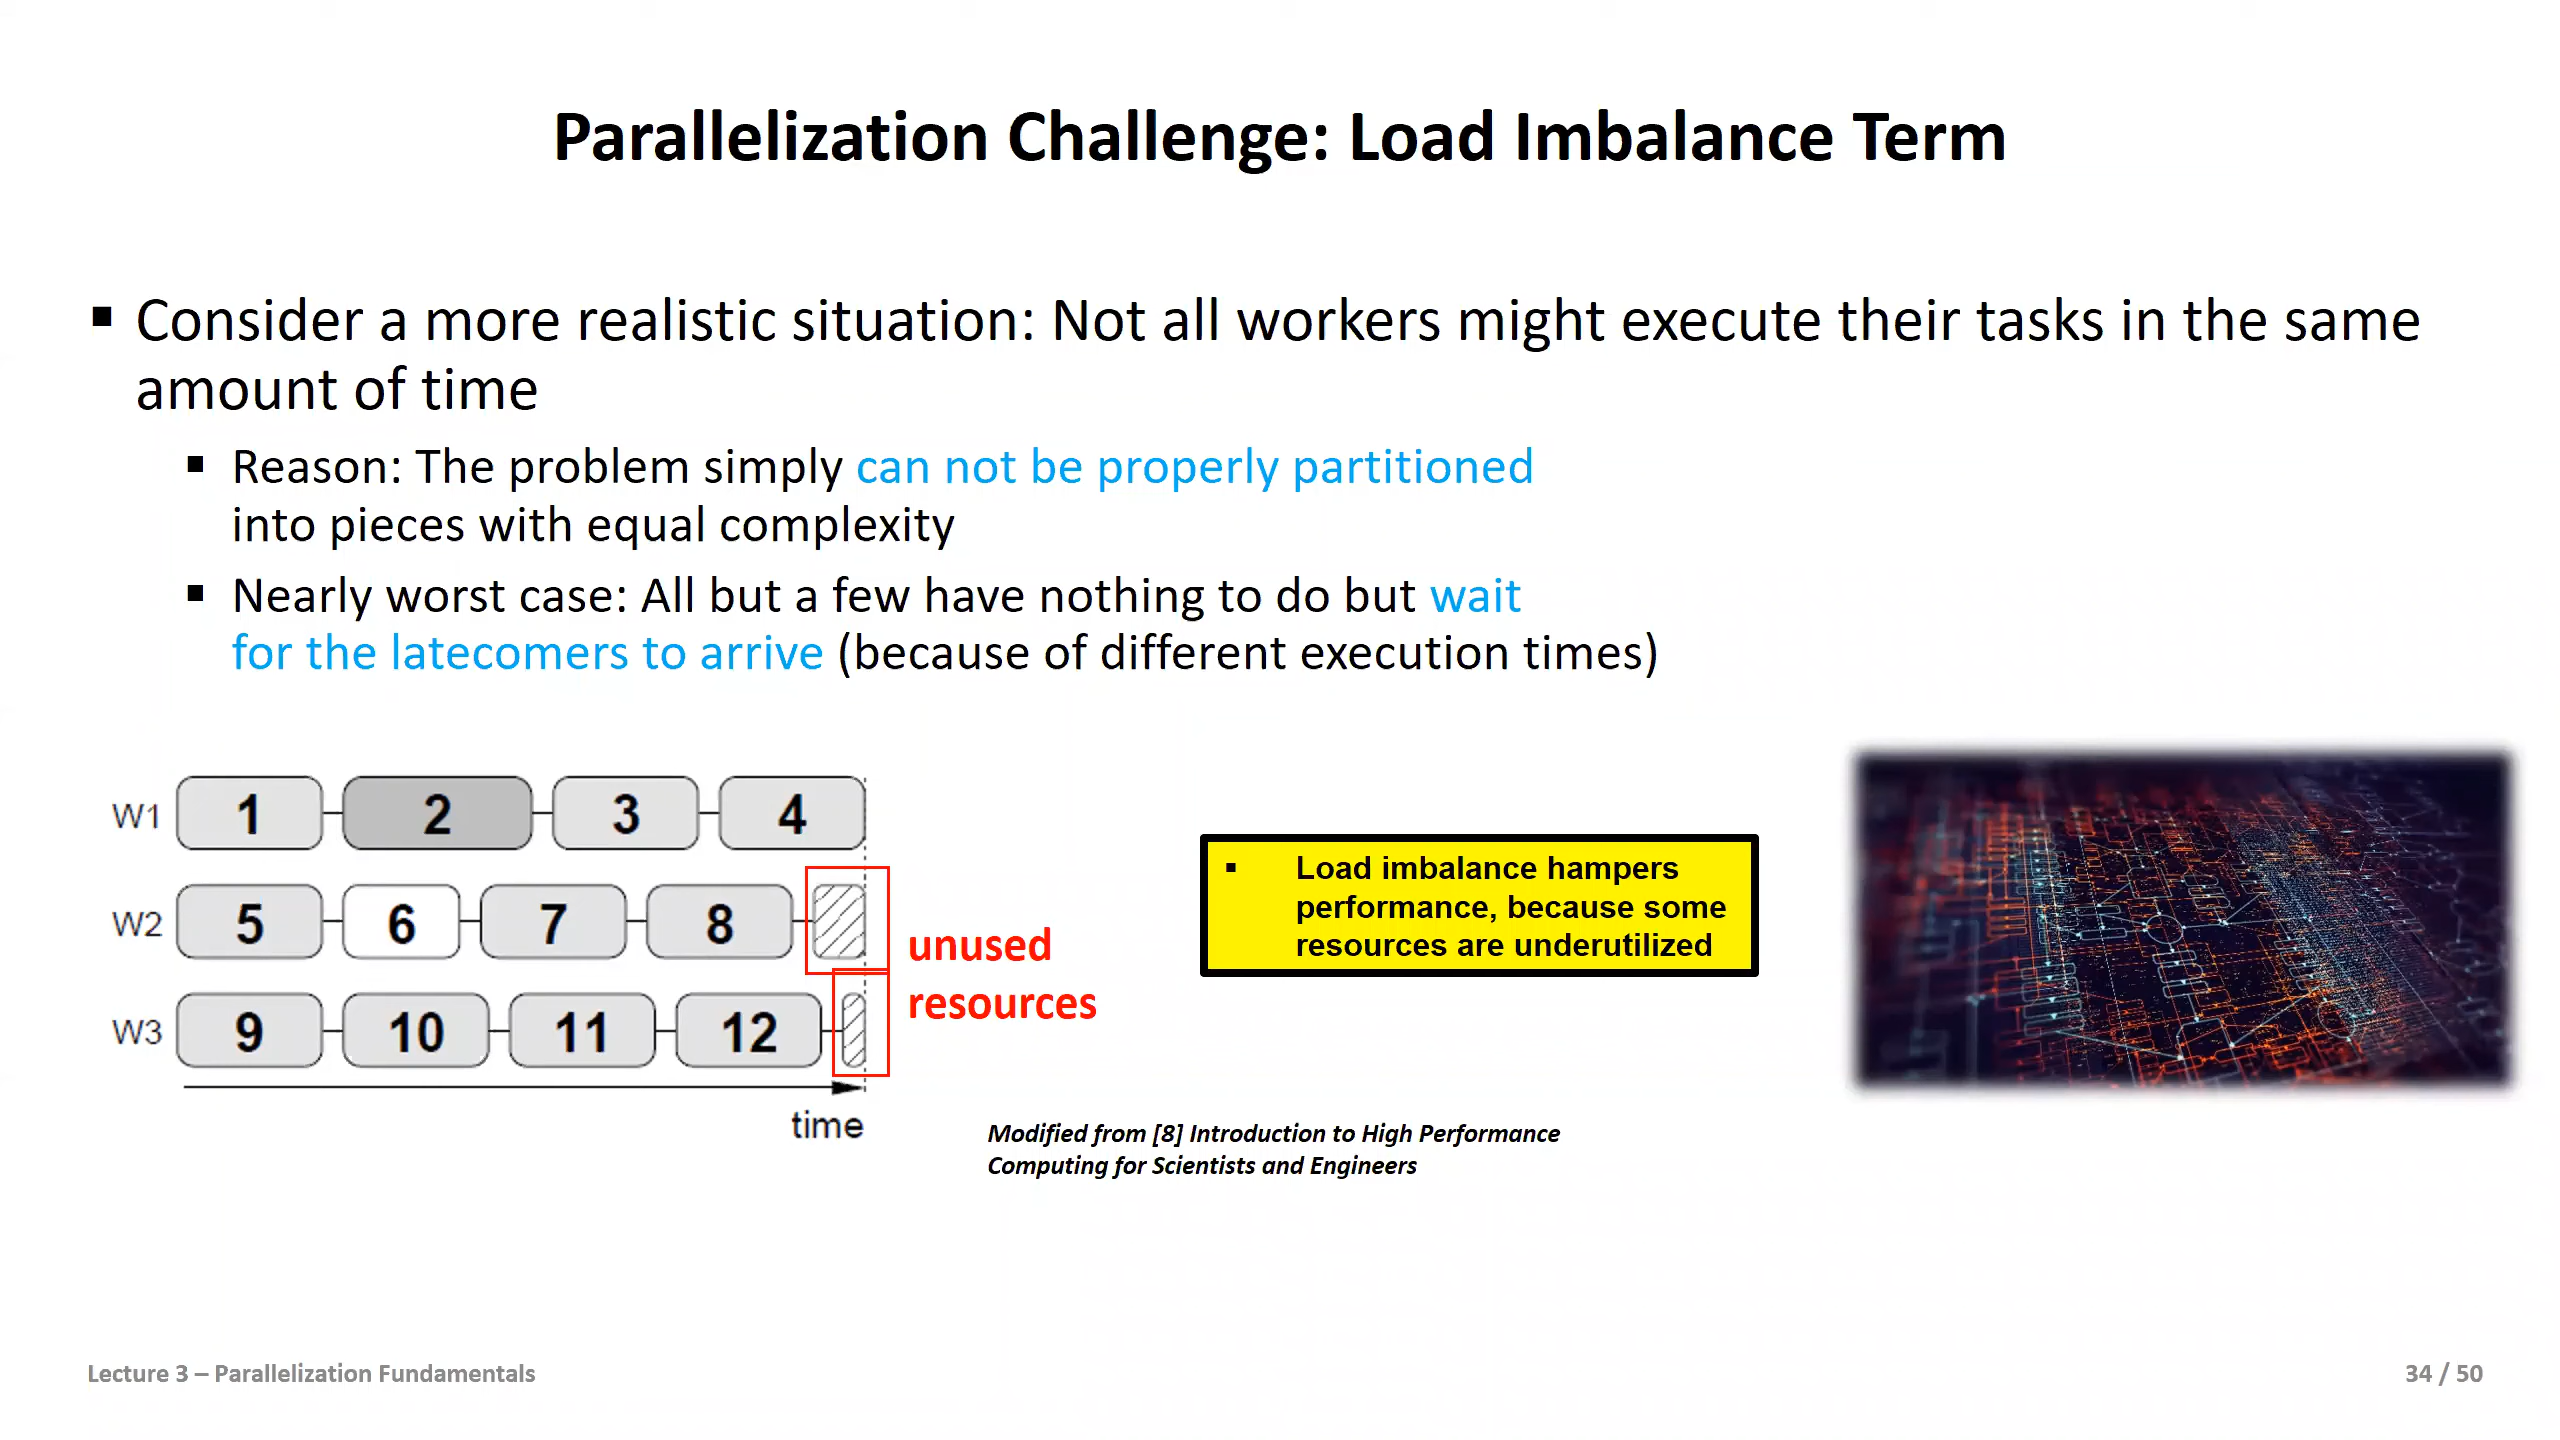 Parallelization Challenge: Load Imbalance Term
▪ Consider a more realistic situation: Not all workers might execute their tasks in the same
amount of time
▪ Reason: The problem simply can not be properly partitioned
into pieces with equal complexity
▪ Nearly worst case: All but a few have nothing to do but wait
for the latecomers to arrive (because of different execution times)
W1 1 2 3 4
W2 5 6 7 8
W3 9 10 11 12
time
unused
resources
▪ Load imbalance hampers
performance, because some
resources are underutilized
Modified from [8] Introduction to High Performance
Computing for Scientists and Engineers
Lecture 3 – Parallelization Fundamentals
34 / 50